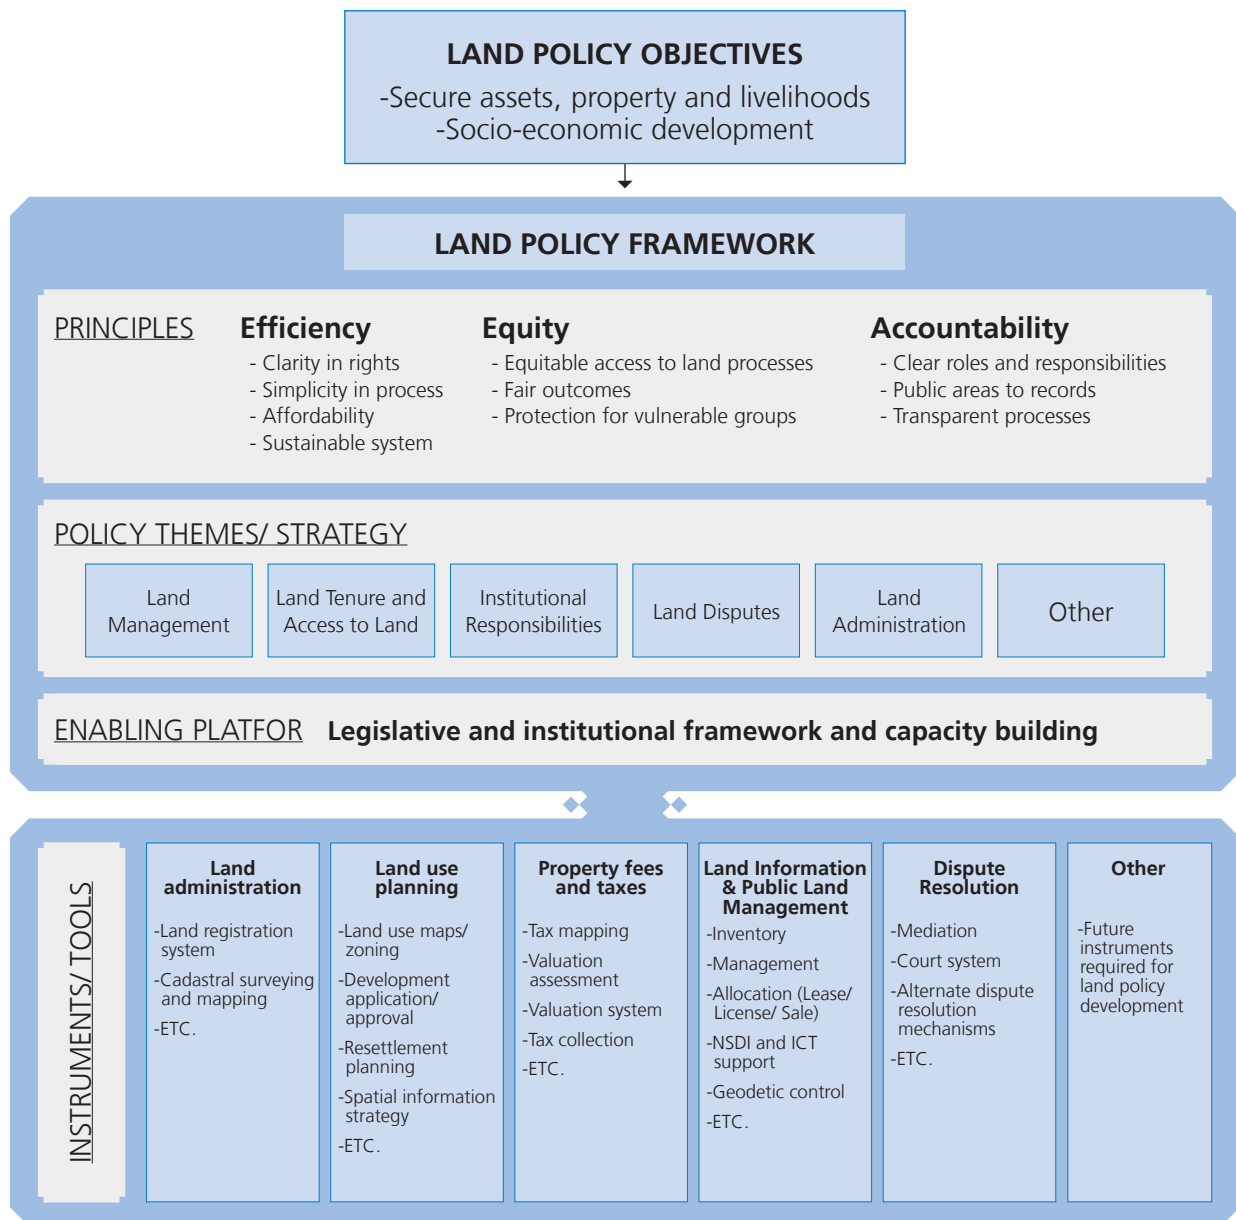 LAND POLICY OBJECTIVES
-Secure assets, property and livelihoods
-Socio-economic development
LAND POLICY FRAMEWORK
PRINCIPLES
Efficiency
- Clarity in rights
- Simplicity in process
- Affordability
- Sustainable system
Equity
- Equitable access to land processes
- Fair outcomes
- Protection for vulnerable groups
Accountability
- Clear roles and responsibilities
- Public areas to records
- Transparent processes
POLICY THEMES/ STRATEGY
Land
Management
Land Tenure and
Access to Land
Institutional
Responsibilities
Land Disputes
Land
Administration
Other
ENABLING PLATFOR Legislative and institutional framework and capacity building
INSTRUMENTS/ TOOLS
Land
administration
-Land registration
system
-Cadastral surveying
and mapping
-ETC.
Land use
planning
-Land use maps/
zoning
-Development
application/
approval
-Resettlement
planning
-Spatial information
strategy
-ETC.
Property fees
and taxes
-Tax mapping
-Valuation
assessment
-Valuation system
-Tax collection
-ETC.
Land Information
& Public Land
Management
-Inventory
-Management
-Allocation (Lease/
License/ Sale)
-NSDI and ICT
support
-Geodetic control
-ETC.
Dispute
Resolution
-Mediation
-Court system
-Alternate dispute
resolution
mechanisms
-ETC.
Other
-Future
instruments
required for
land policy
development